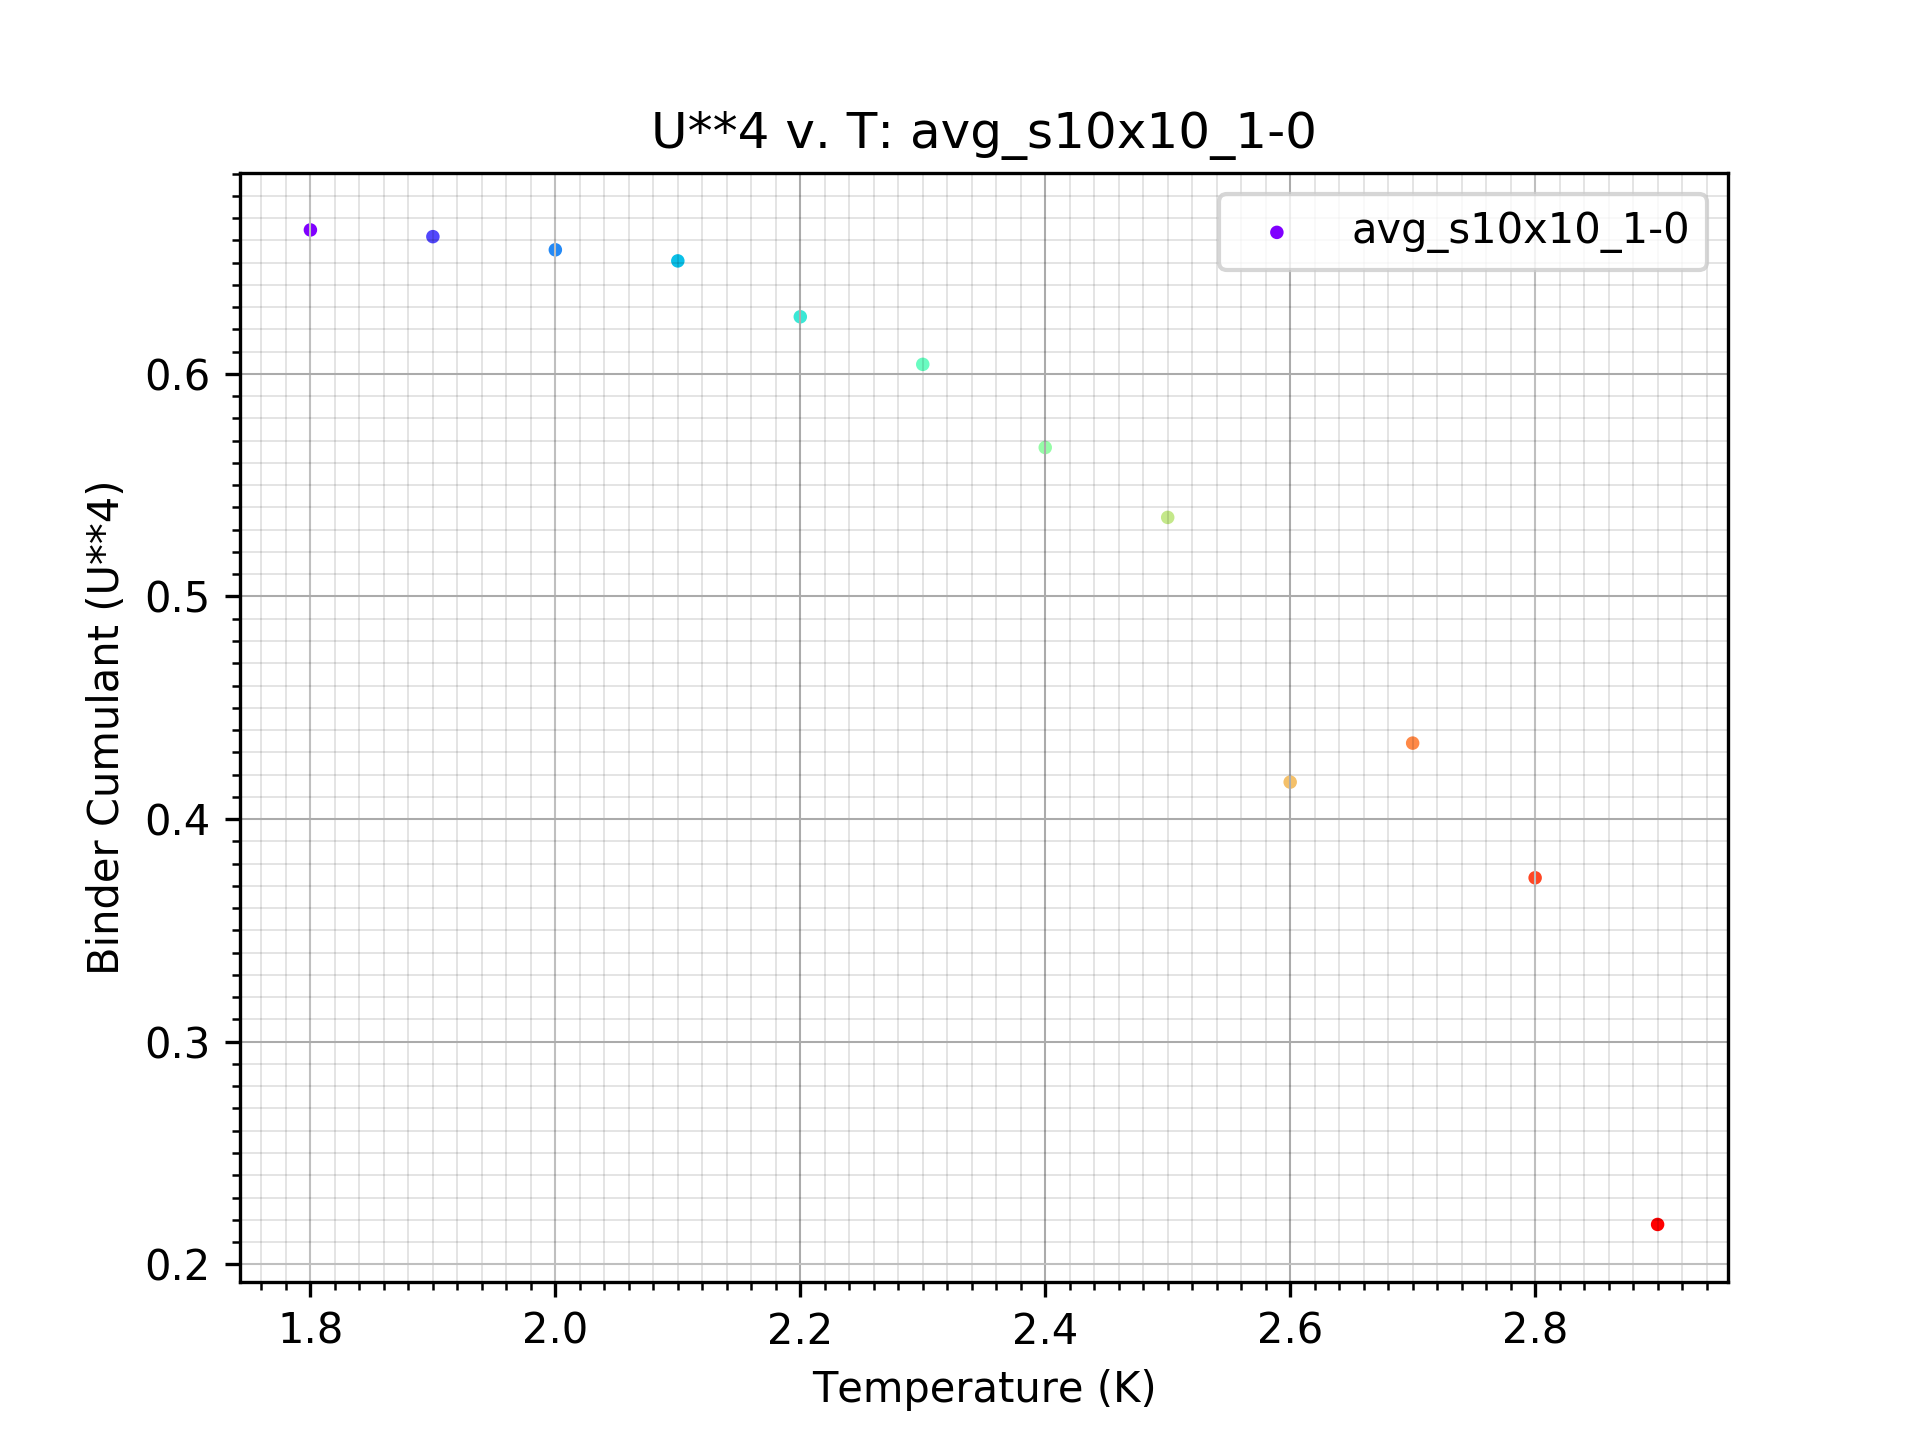 U**4 v. T: avg_s10x10_1-0
avg_s10x10_1-0
Binder Cumulant (U**4)
0.6
0.5
0.4
0.3
0.2
1.8 2.0 2.2 2.4 2.6 2.8
Temperature (K)